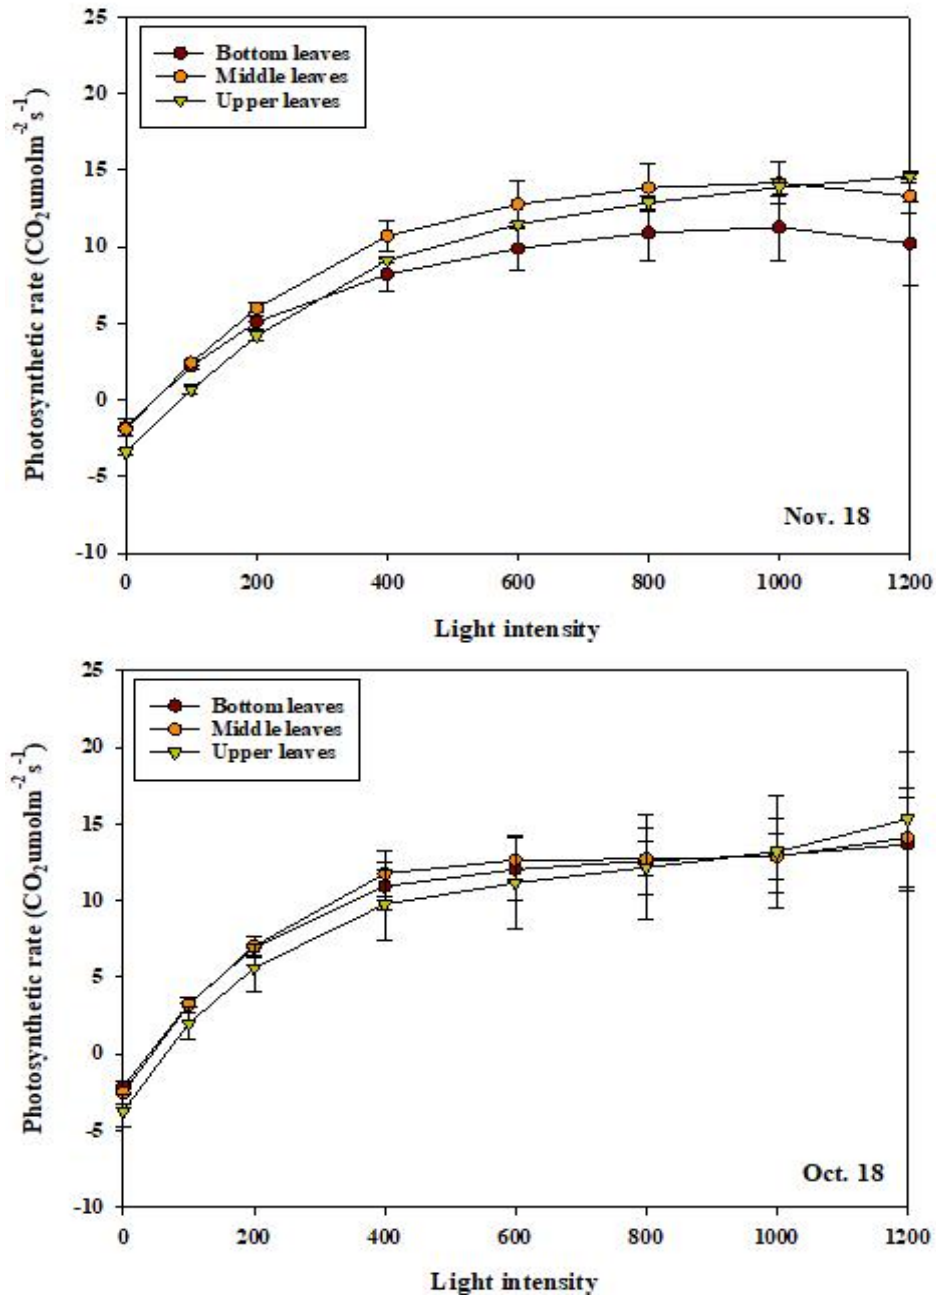 25
20
15
10
5
0
-5
-10
Photosynthetic rate (CO₂umolm⁻²s⁻¹)
Bottom leaves
Middle leaves
Upper leaves
Nov. 18
0 200 400 600 800 1000 1200
Light intensity
25
20
15
10
5
0
-5
-10
Photosynthetic rate (CO₂umolm⁻²s⁻¹)
Bottom leaves
Middle leaves
Upper leaves
Oct. 18
0 200 400 600 800 1000 1200
Light intensity